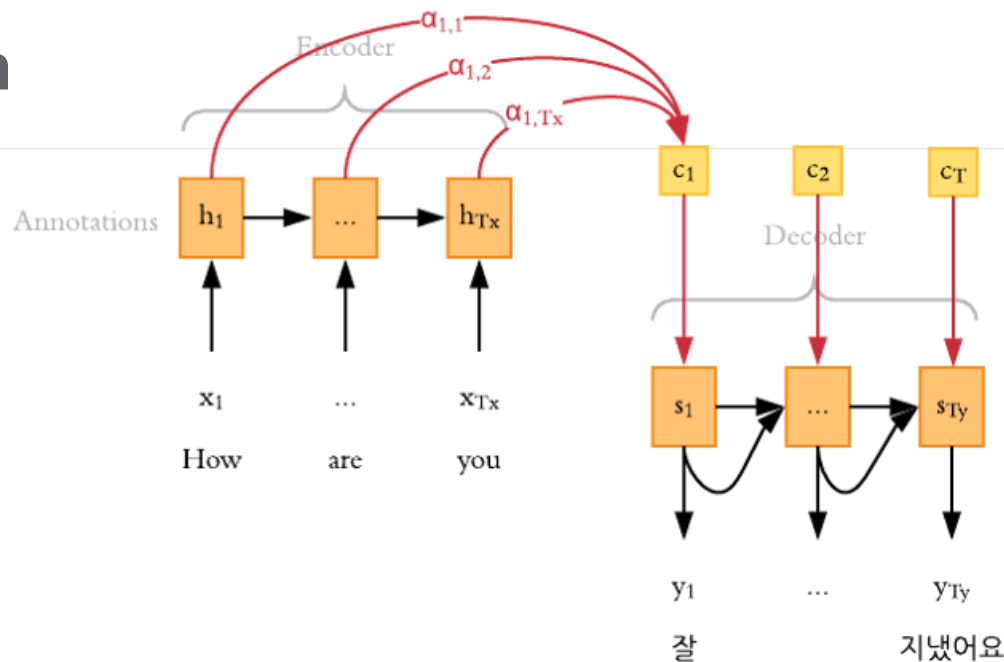 α1,1
Encoder
α1,2
α1,Tx
c1 c2 cT
Annotations h1 ... hTx
Decoder
x1 ... xTx
s1 ... sTy
How are you
y1 ... yTy
잘 지냈어요